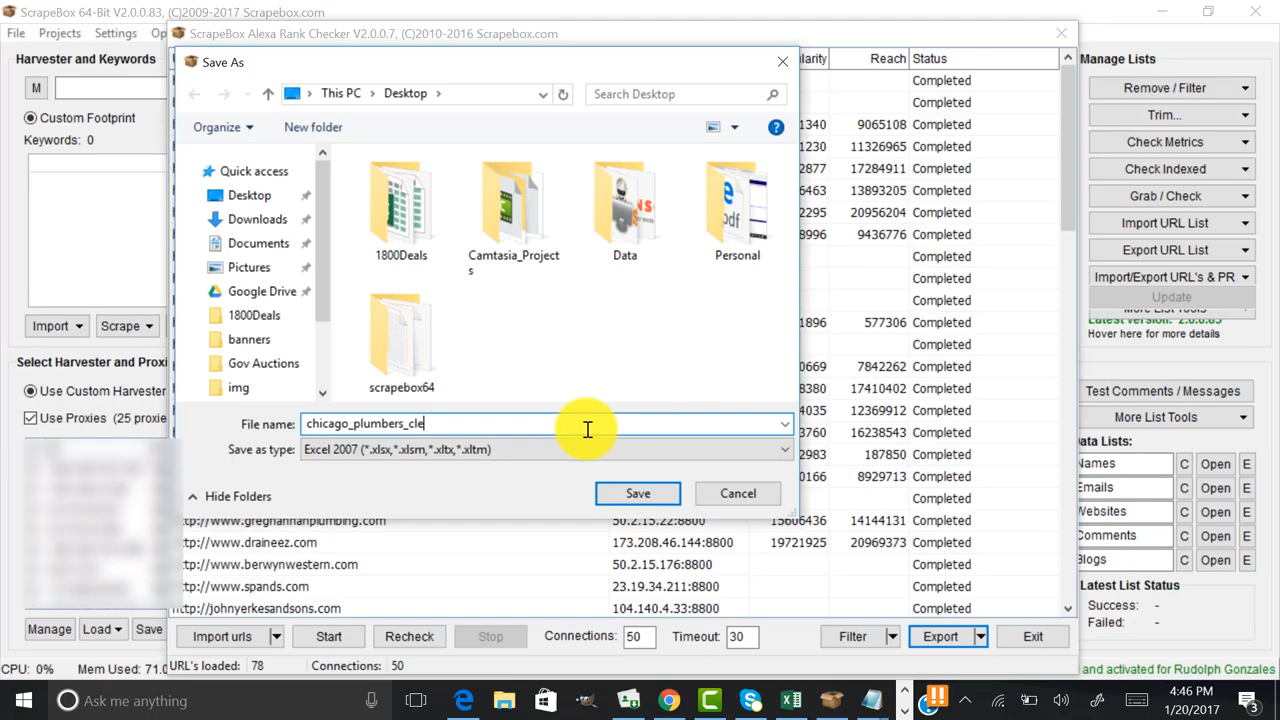 ScrapeBox 64-Bit V2.0.0.83, (C)2009-2017 Scrapebox.com
File Projects Settings Op
ScrapeBox Alexa Rank Checker V2.0.0.7, (C)2010-2016 Scrapebox.com
Harvester and Keywords
M
Custom Footprint
Keywords: 0
Import
Scrape
Select Harvester and Proxi
Use Custom Harvester
Use Proxies (25 proxie
Manage
Load
Save
CPU: 0% Mem Used: 71.0
Save As
This PC
Desktop
Search Desktop
Organize
New folder
Quick access
Desktop
Downloads
Documents
Pictures
Google Drive
1800Deals
banners
Gov Auctions
img
1800Deals
Camtasia_Project
s
Data
Personal
scrapebox64
File name: chicago_plumbers_cle
Save as type: Excel 2007 (*.xlsx,*.xlsm,*.xltx,*.xltm)
Hide Folders
Save
Cancel
ularity Reach Status
Completed
Completed
1340 9065108 Completed
1230 11326965 Completed
2877 17284911 Completed
6463 13893205 Completed
2295 20956204 Completed
8996 9436776 Completed
Completed
Completed
Completed
1896 577306 Completed
Completed
0669 7842262 Completed
8380 17410402 Completed
4035 12369912 Completed
3760 16238543 Completed
2983 187850 Completed
0166 8929713 Completed
Completed
http://www.greghannanplumbing.com 50.2.15.22:8800 15606436 14144131 Completed
http://www.draineez.com 173.208.46.144:8800 19721925 20969373 Completed
http://www.berwynwestern.com 50.2.15.176:8800 Completed
http://www.spands.com 23.19.34.211:8800 Completed
http://johnyerkesandsons.com 104.140.4.33:8800 Completed
Import urls
Start
Recheck
Stop
Connections: 50
Timeout: 30
Filter
Export
Exit
URL's loaded: 78 Connections: 50
Manage Lists
Remove / Filter
Trim...
Check Metrics
Check Indexed
Grab / Check
Import URL List
Export URL List
Import/Export URL's & PR
Update
More List Tools
Latest version: 2.0.0.83
Hover here for more details
Test Comments / Messages
More List Tools
Data Lists:
Names C Open E
Emails C Open E
Websites C Open E
Comments C Open E
Blogs C Open E
Latest List Status
Success: -
Failed: -
and activated for Rudolph Gonzales
Ask me anything
4:46 PM
1/20/2017
3